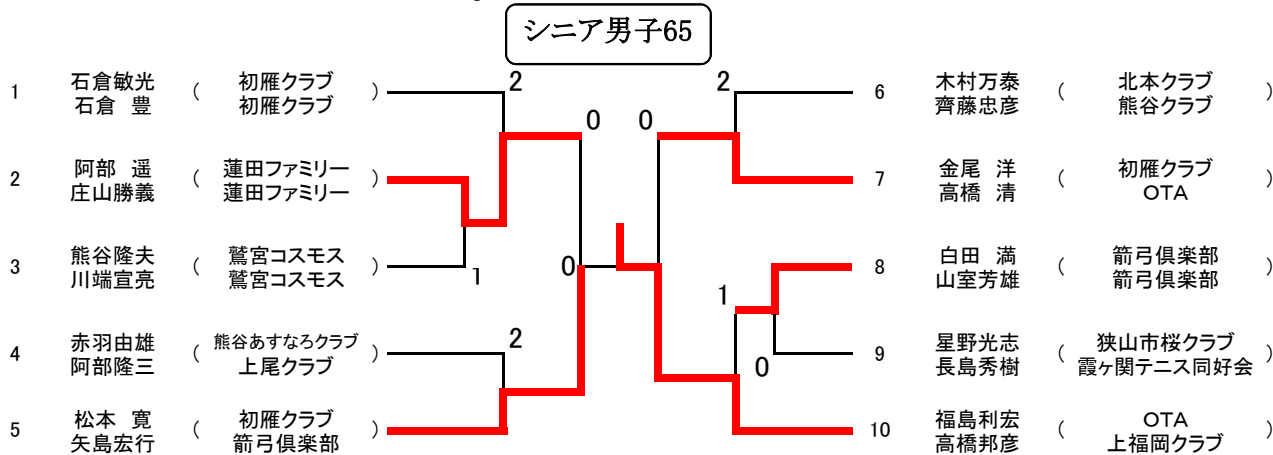 シニア男子65
1 石倉敏光 ( 初雁クラブ )
石倉 豊 初雁クラブ
2 阿部 遥 ( 蓮田ファミリー )
庄山勝義 蓮田ファミリー
3 熊谷隆夫 ( 鷲宮コスモス )
川端宣亮 鷲宮コスモス
4 赤羽由雄 ( 熊谷あすなろクラブ )
阿部隆三 上尾クラブ
5 松本 寛 ( 初雁クラブ )
矢島宏行 箭弓倶楽部
2
0
1
0
2
2
0
1
0
6 木村万泰 ( 北本クラブ )
齊藤忠彦 熊谷クラブ
7 金尾 洋 ( 初雁クラブ )
高橋 清 OTA
8 白田 満 ( 箭弓倶楽部 )
山室芳雄 箭弓倶楽部
9 星野光志 ( 狭山市桜クラブ )
長島秀樹 霞ヶ関テニス同好会
10 福島利宏 ( OTA )
高橋邦彦 上福岡クラブ